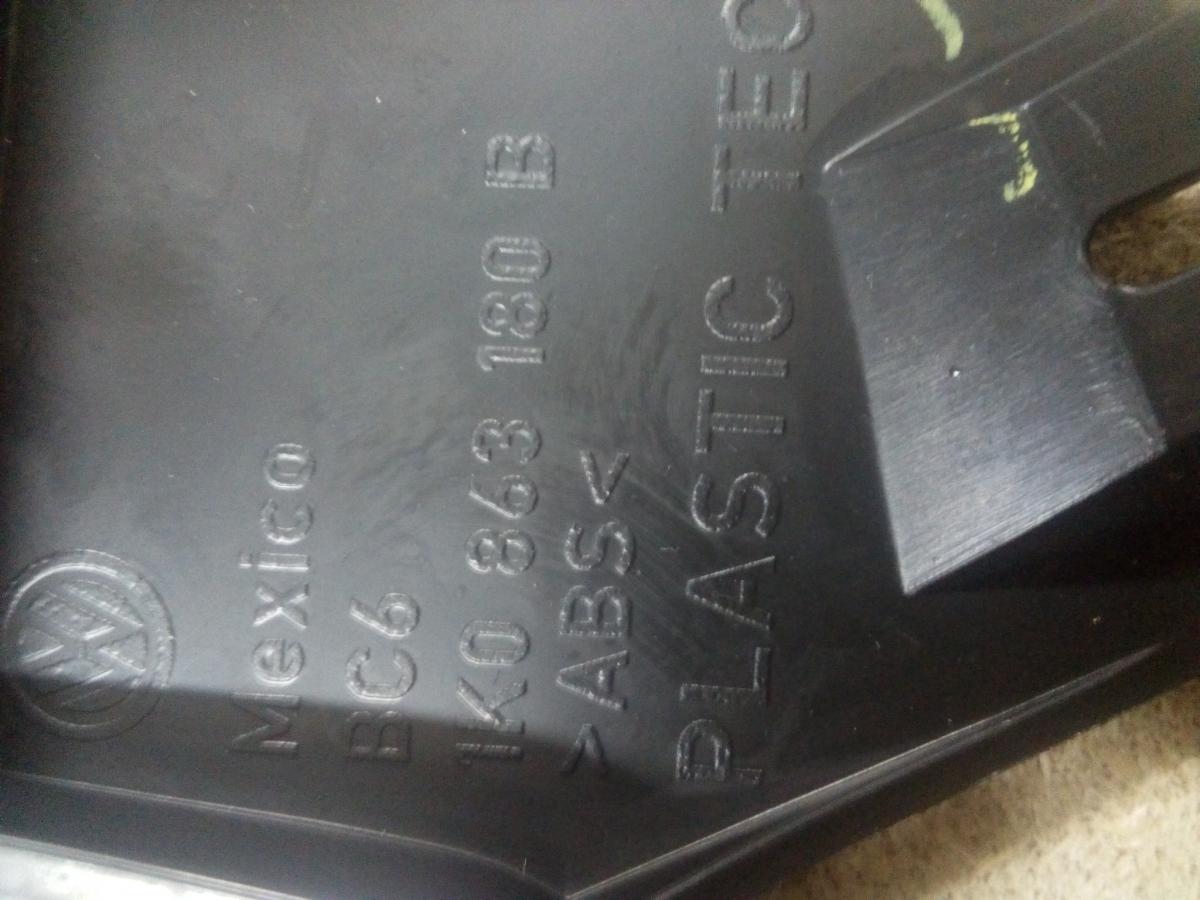 Mexico
BC6
1K0 863 180 B
>ABS<
PLASTIC TEC